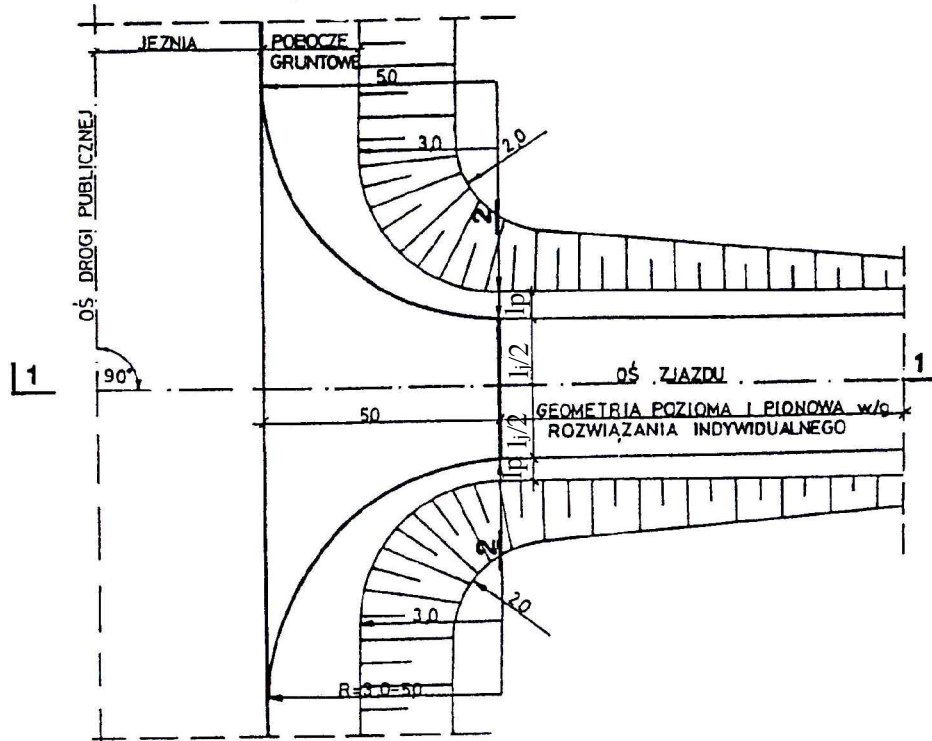 JEZNIA
POBOCZE
GRUNTOWE
50
OŚ DROGI PUBLICZNEJ
3,0
2,0
2
lp
lj/2
1
90°
OŚ ZJAZDU
1
50
GEOMETRIA POZIOMA I PIONOWA w/g
ROZWIĄZANIA INDYWIDUALNEGO
lj/2
lp
2
2,0
3,0
R=3,0-5,0